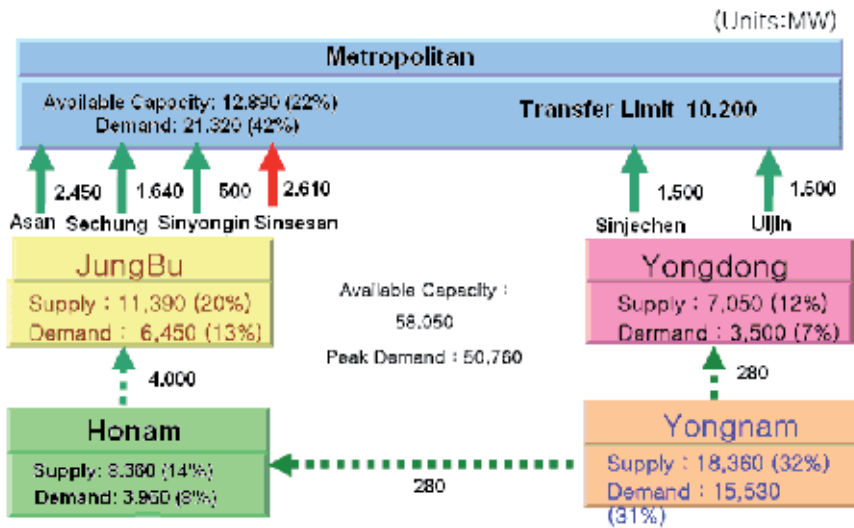 (Units:MW)
Metropolitan
Available Capacity: 12.890 (22%)
Demand: 21.320 (42%)
Transfer Limit 10.200
2.450
1.640
500
2.610
1.500
1.500
Asan
Sechung
Sinyongin
Sinsesan
Sinjechen
Uljin
JungBu
Supply : 11,390 (20%)
Demand : 6,450 (13%)
Available Capacity :
58.050
Peak Demand : 50,760
Yongdong
Supply : 7,050 (12%)
Dermand : 3,500 (7%)
4.000
280
Honam
Supply: 8.360 (14%)
Demand: 3.960 (8%)
280
Yongnam
Supply : 18,360 (32%)
Demand : 15,530
(31%)